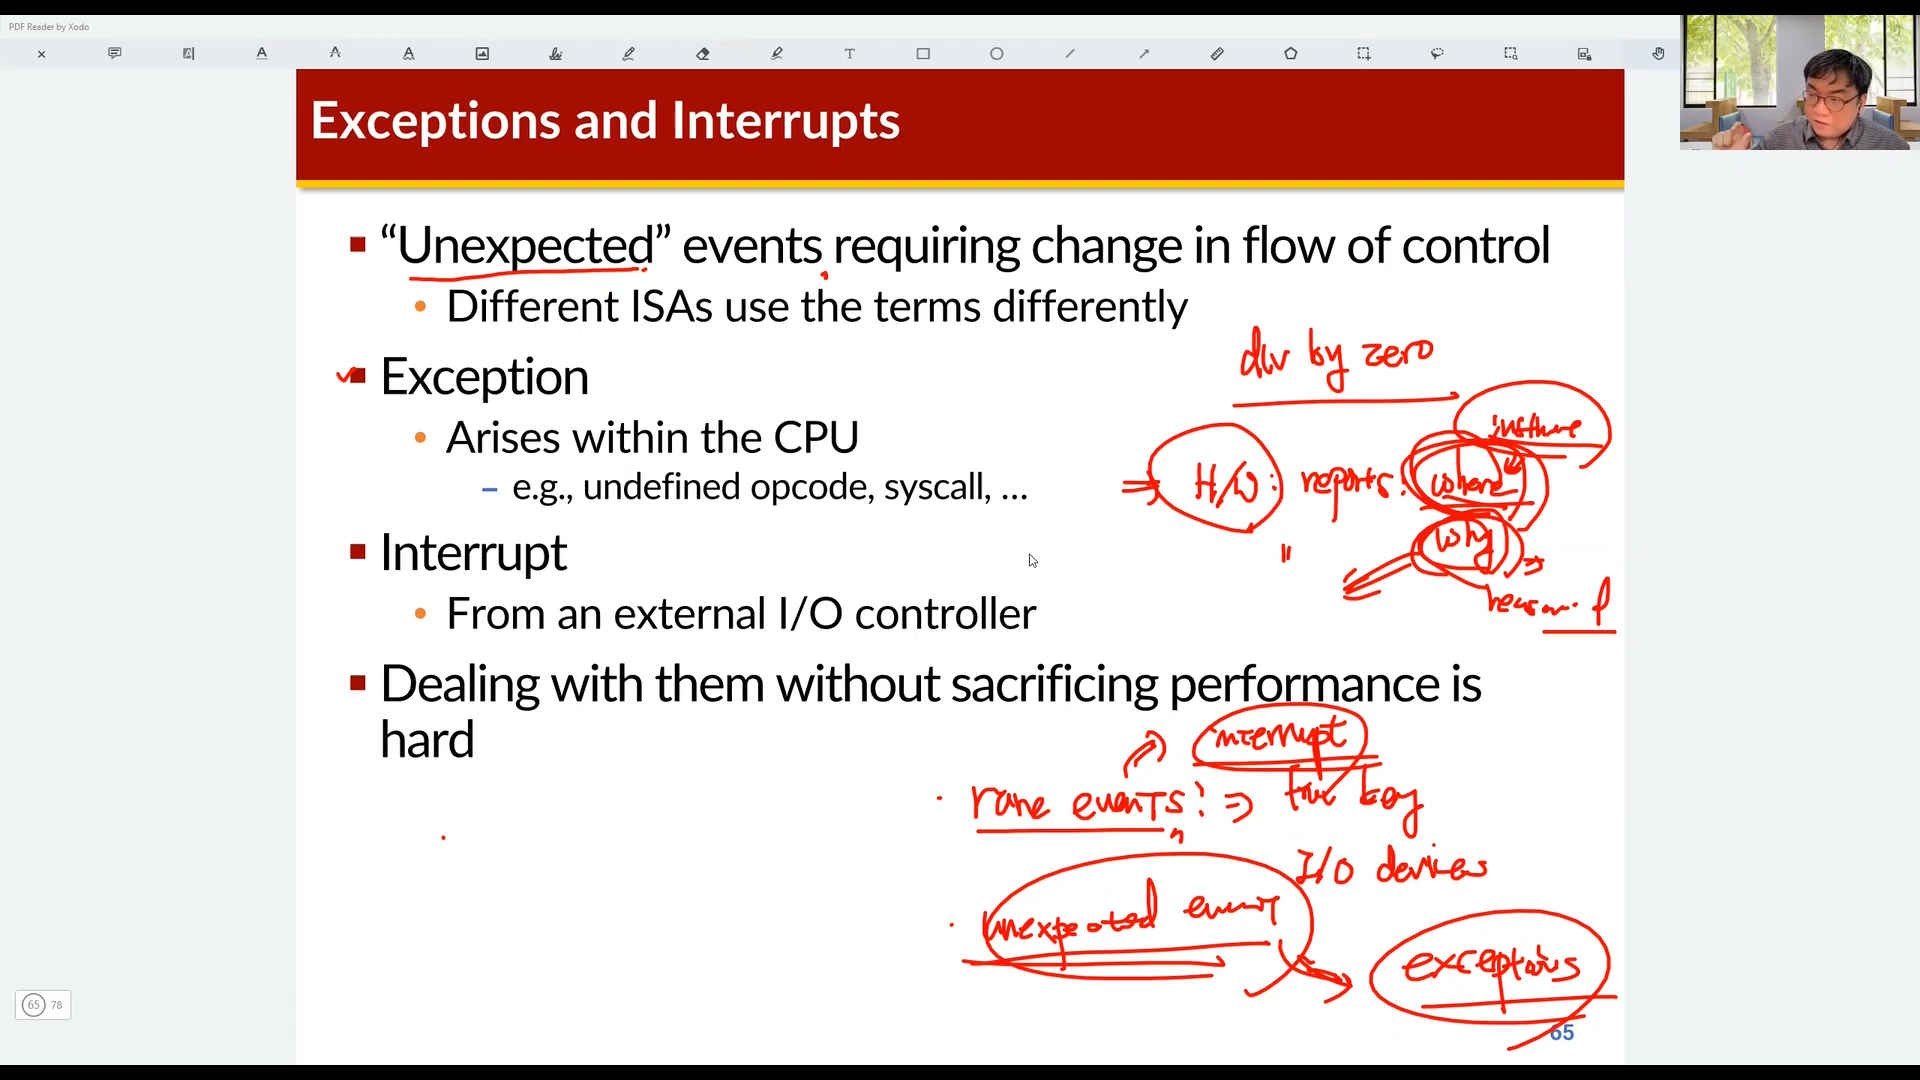 PDF Reader by Xodo
Exceptions and Interrupts
“Unexpected” events requiring change in flow of control
Different ISAs use the terms differently
div by zero
Exception
Arises within the CPU
e.g., undefined opcode, syscall, ...
H/W: reports: where
why
Interrupt
From an external I/O controller
Dealing with them without sacrificing performance is
hard
interrupt
rare events: ⇒ key
I/O devices
unexpected
exceptions
65 78
65